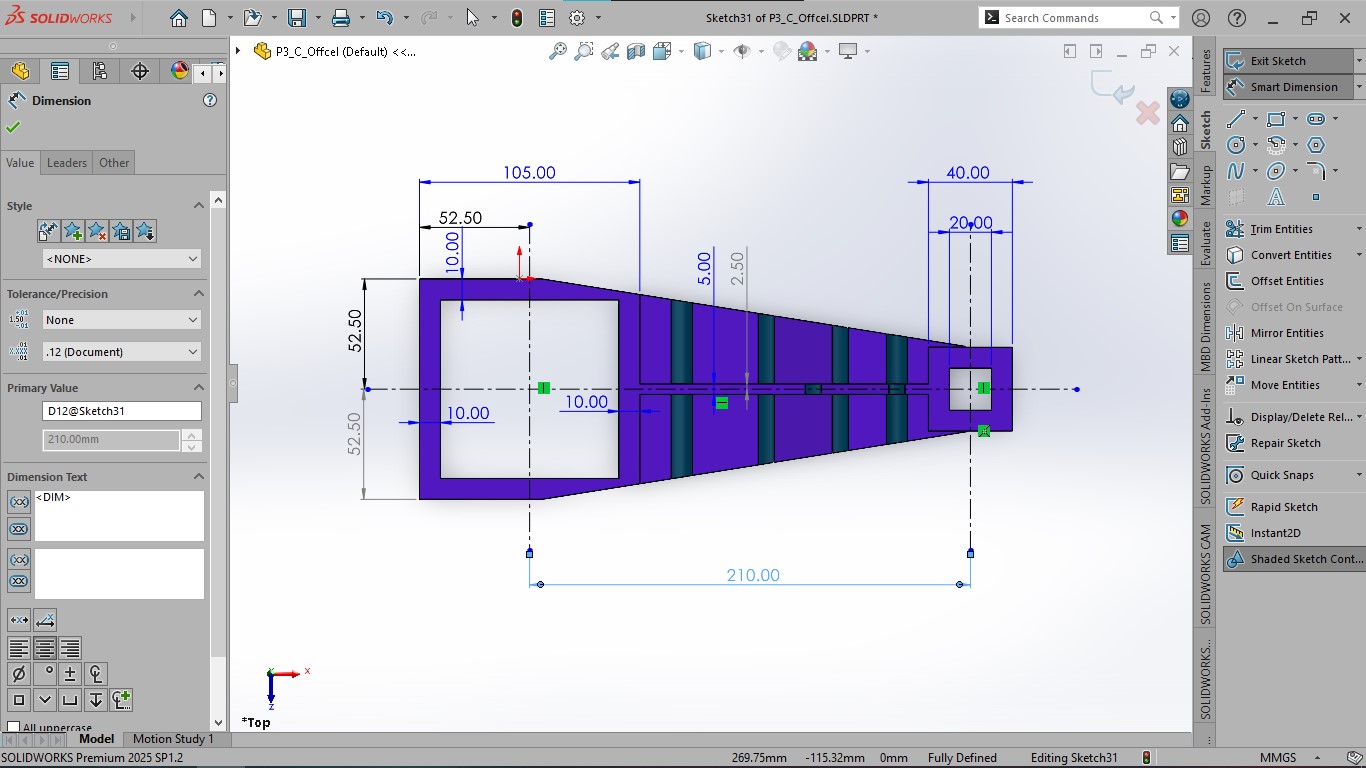 SOLIDWORKS
Sketch31 of P3_C_Offcel.SLDPRT *
Search Commands
P3_C_Offcel (Default) <<...
Dimension
Value
Leaders
Other
Style
<NONE>
Tolerance/Precision
None
.12 (Document)
Primary Value
D12@Sketch31
210.00mm
Dimension Text
<DIM>
All uppercase
105.00
40.00
52.50
20.00
10.00
5.00
2.50
52.50
10.00
10.00
52.50
210.00
x
z
*Top
Features
Sketch
Markup
Evaluate
MBD Dimensions
SOLIDWORKS Add-Ins
SOLIDWORKS CAM
SOLIDWORKS...
Exit Sketch
Smart Dimension
Trim Entities
Convert Entities
Offset Entities
Offset On Surface
Mirror Entities
Linear Sketch Patt...
Move Entities
Display/Delete Rel...
Repair Sketch
Quick Snaps
Rapid Sketch
Instant2D
Shaded Sketch Cont...
Model
Motion Study 1
SOLIDWORKS Premium 2025 SP1.2
269.75mm
-115.32mm
0mm
Fully Defined
Editing Sketch31
MMGS